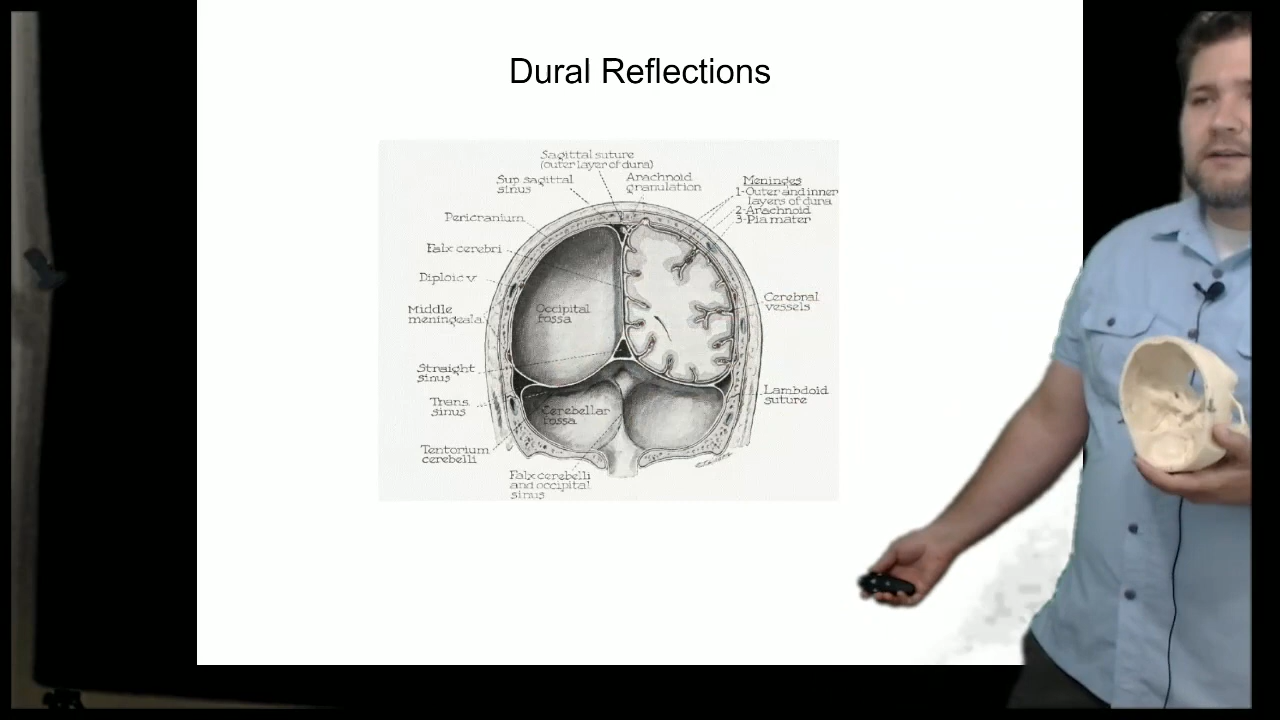 Dural Reflections
Sagittal suture
(outer layer of dura)
Sup sagittal
sinus
Arachnoid
granulation
Meninges
1-Outer and inner
layers of dura
2-Arachnoid
3-Pia mater
Pericranium
Falx cerebri
Diploic v
Middle
meningeal a.
Occipital
fossa
Cerebral
vessels
Straight
sinus
Trans.
sinus
Cerebellar
fossa
Lambdoid
suture
Tentorium
cerebelli
Falx cerebelli
and occipital
sinus